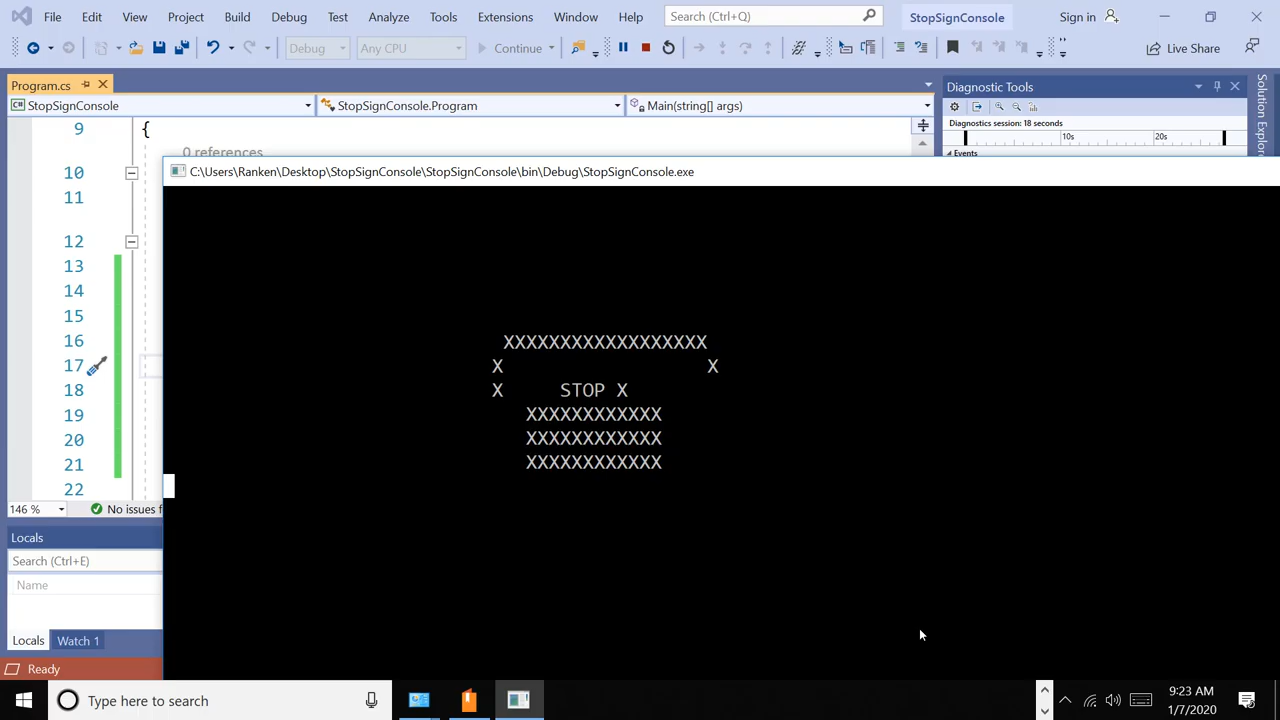 File Edit View Project Build Debug Test Analyze Tools Extensions Window Help Search (Ctrl+Q) StopSignConsole Sign in
Debug Any CPU Continue Live Share
Program.cs
Diagnostic Tools
StopSignConsole StopSignConsole.Program Main(string[] args)
Diagnostics session: 18 seconds
10s 20s
Events
Solution Explor
9 {
0 references
10
11
12
13
14
15
16
17
18
19
20
21
22
C:\Users\Ranken\Desktop\StopSignConsole\StopSignConsole\bin\Debug\StopSignConsole.exe
XXXXXXXXXXXXXXXXXX
X X
X STOP X
XXXXXXXXXXXX
XXXXXXXXXXXX
XXXXXXXXXXXX
146 % No issues f
Locals
Search (Ctrl+E)
Name
Locals Watch 1
Ready
Type here to search
9:23 AM
1/7/2020